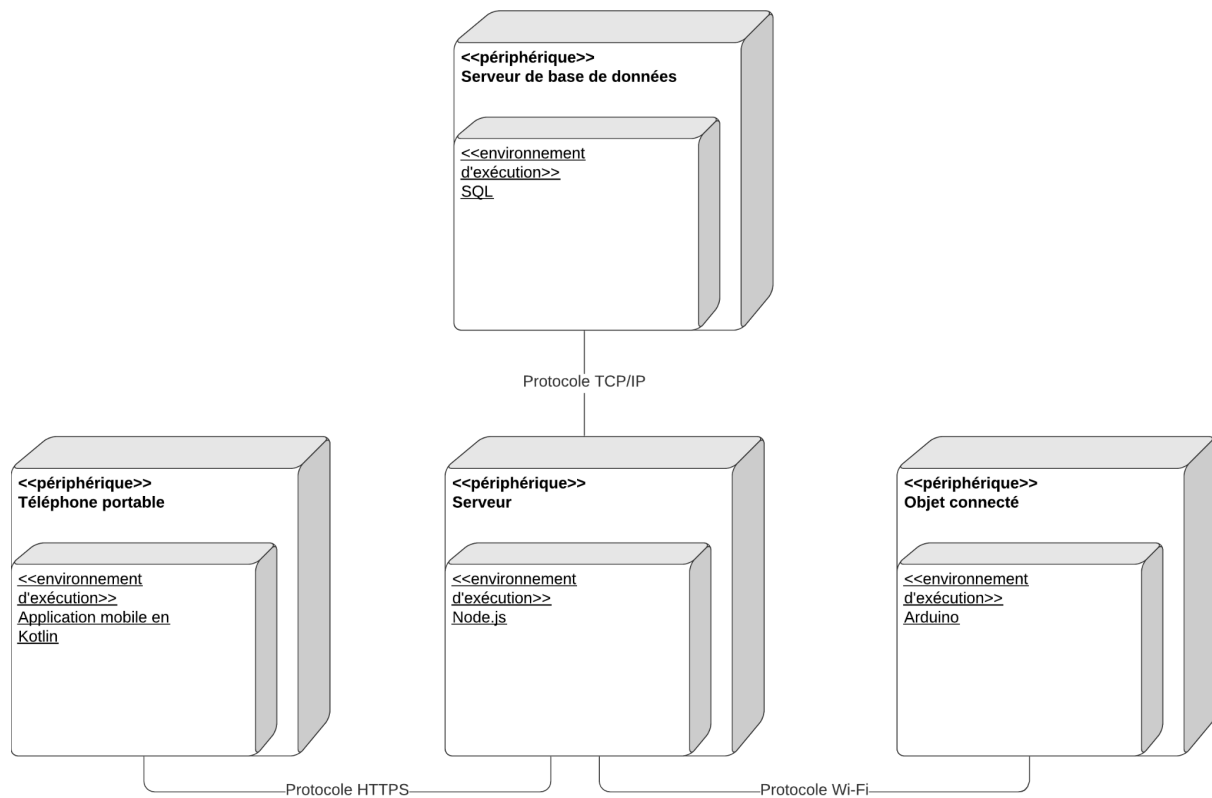 <<périphérique>>
Serveur de base de données
<<environnement
d'exécution>>
SQL
Protocole TCP/IP
<<périphérique>>
Téléphone portable
<<environnement
d'exécution>>
Application mobile en
Kotlin
<<périphérique>>
Serveur
<<environnement
d'exécution>>
Node.js
<<périphérique>>
Objet connecté
<<environnement
d'exécution>>
Arduino
Protocole HTTPS
Protocole Wi-Fi